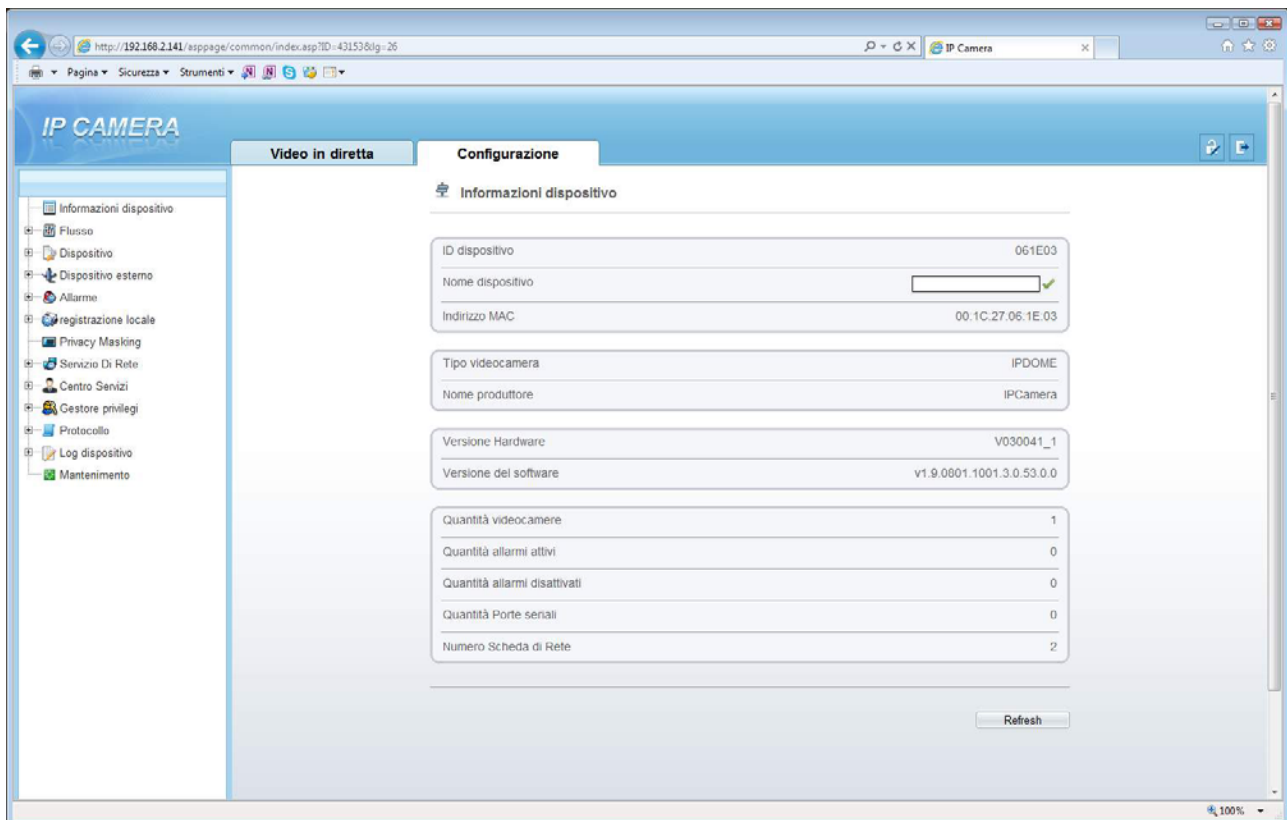 http://192.168.2.141/asppage/common/index.asp?ID=43153&lg=26
IP Camera
Pagina Sicurezza Strumenti
IP CAMERA
Video in diretta
Configurazione
Informazioni dispositivo
Informazioni dispositivo
Flusso
Dispositivo
Dispositivo esterno
Allarme
registrazione locale
Privacy Masking
Servizio Di Rete
Centro Servizi
Gestore privilegi
Protocollo
Log dispositivo
Mantenimento
ID dispositivo 061E03
Nome dispositivo
Indirizzo MAC 00.1C.27.06.1E.03
Tipo videocamera IPDOME
Nome produttore IPCamera
Versione Hardware V030041_1
Versione del software v1.9.0801.1001.3.0.53.0.0
Quantità videocamere 1
Quantità allarmi attivi 0
Quantità allarmi disattivati 0
Quantità Porte seriali 0
Numero Scheda di Rete 2
Refresh
100%